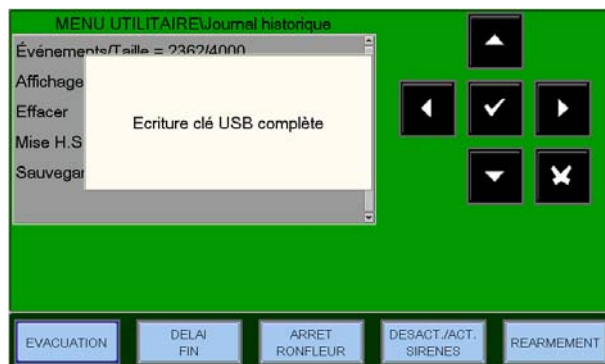 MENU UTILITAIRE\Journal historique
Événements/Taille = 2362/4000
Affichage
Effacer
Ecriture clé USB complète
Mise H.S
Sauvegar
EVACUATION
DELAI
FIN
ARRET
RONFLEUR
DESACT./ACT.
SIRENES
REARMEMENT